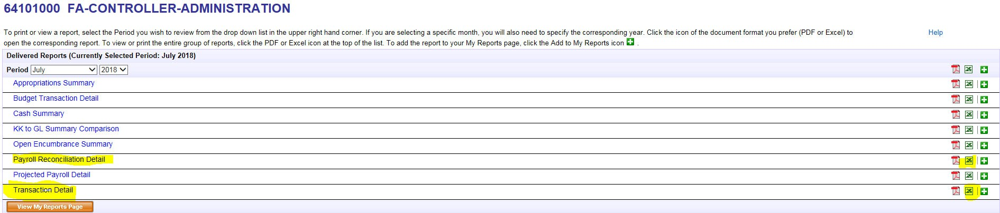 64101000 FA-CONTROLLER-ADMINISTRATION
To print or view a report, select the Period you wish to review from the drop down list in the upper right hand corner. If you are selecting a specific month, you will also need to specify the corresponding year. Click the icon of the document format you prefer (PDF or Excel) to
Help
open the corresponding report. To view or print the entire group of reports, click the PDF or Excel icon at the top of the list. To add the report to your My Reports page, click the Add to My Reports icon .
Delivered Reports (Currently Selected Period: July 2018)
Period July 2018
Appropriations Summary
Budget Transaction Detail
Cash Summary
KK to GL Summary Comparison
Open Encumbrance Summary
Payroll Reconciliation Detail
Projected Payroll Detail
Transaction Detail
View My Reports Page